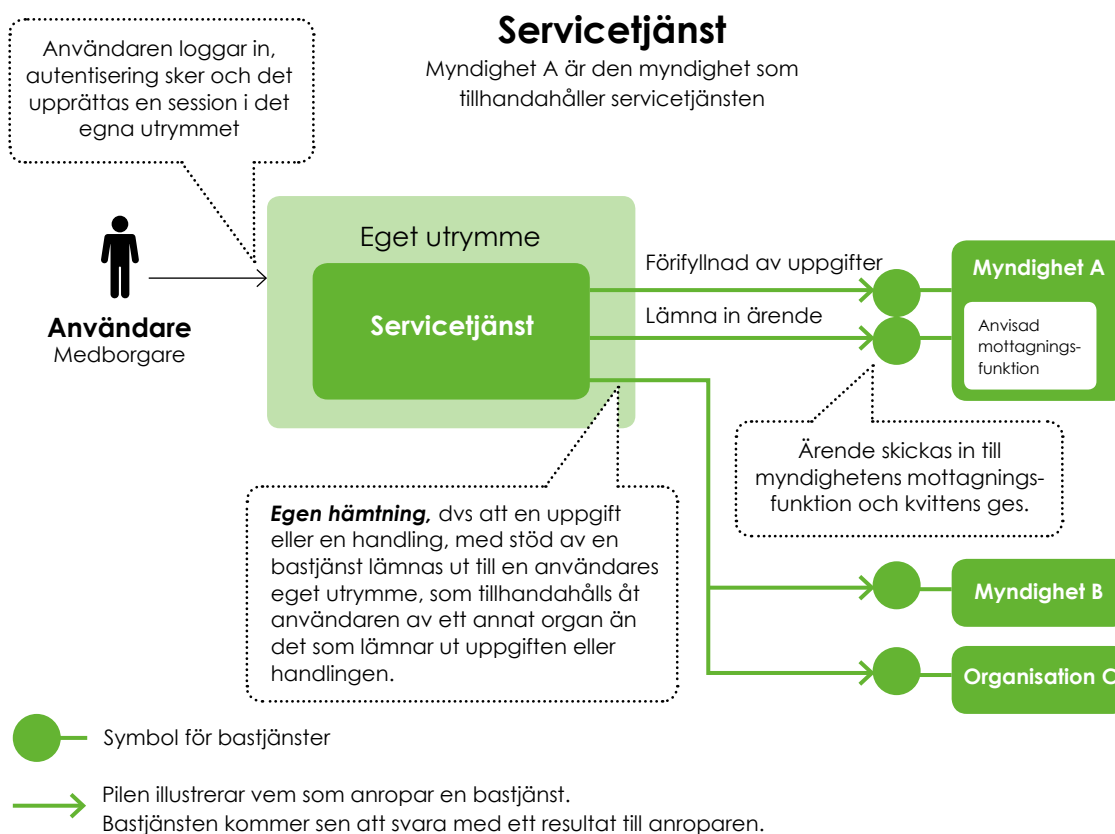 Servicetjänst
Myndighet A är den myndighet som
tillhandahåller servicetjänsten
Användaren loggar in,
autentisering sker och det
upprättas en session i det
egna utrymmet
Användare
Medborgare
Eget utrymme
Servicetjänst
Förifyllnad av uppgifter
Lämna in ärende
Myndighet A
Anvisad
mottagnings-
funktion
Ärende skickas in till
myndighetens mottagnings-
funktion och kvittens ges.
Egen hämtning, dvs att en uppgift
eller en handling, med stöd av en
bastjänst lämnas ut till en användares
eget utrymme, som tillhandahålls åt
användaren av ett annat organ än
det som lämnar ut uppgiften eller
handlingen.
Myndighet B
Organisation C
Symbol för bastjänster
Pilen illustrerar vem som anropar en bastjänst.
Bastjänsten kommer sen att svara med ett resultat till anroparen.